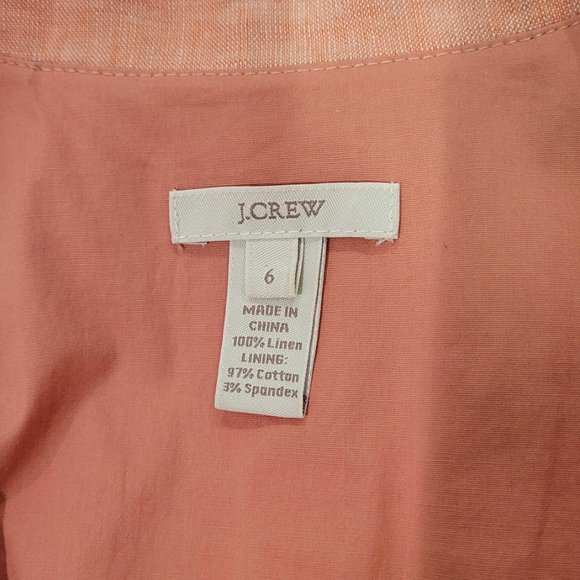 J.CREW
6
MADE IN
CHINA
100% Linen
LINING:
97% Cotton
3% Spandex